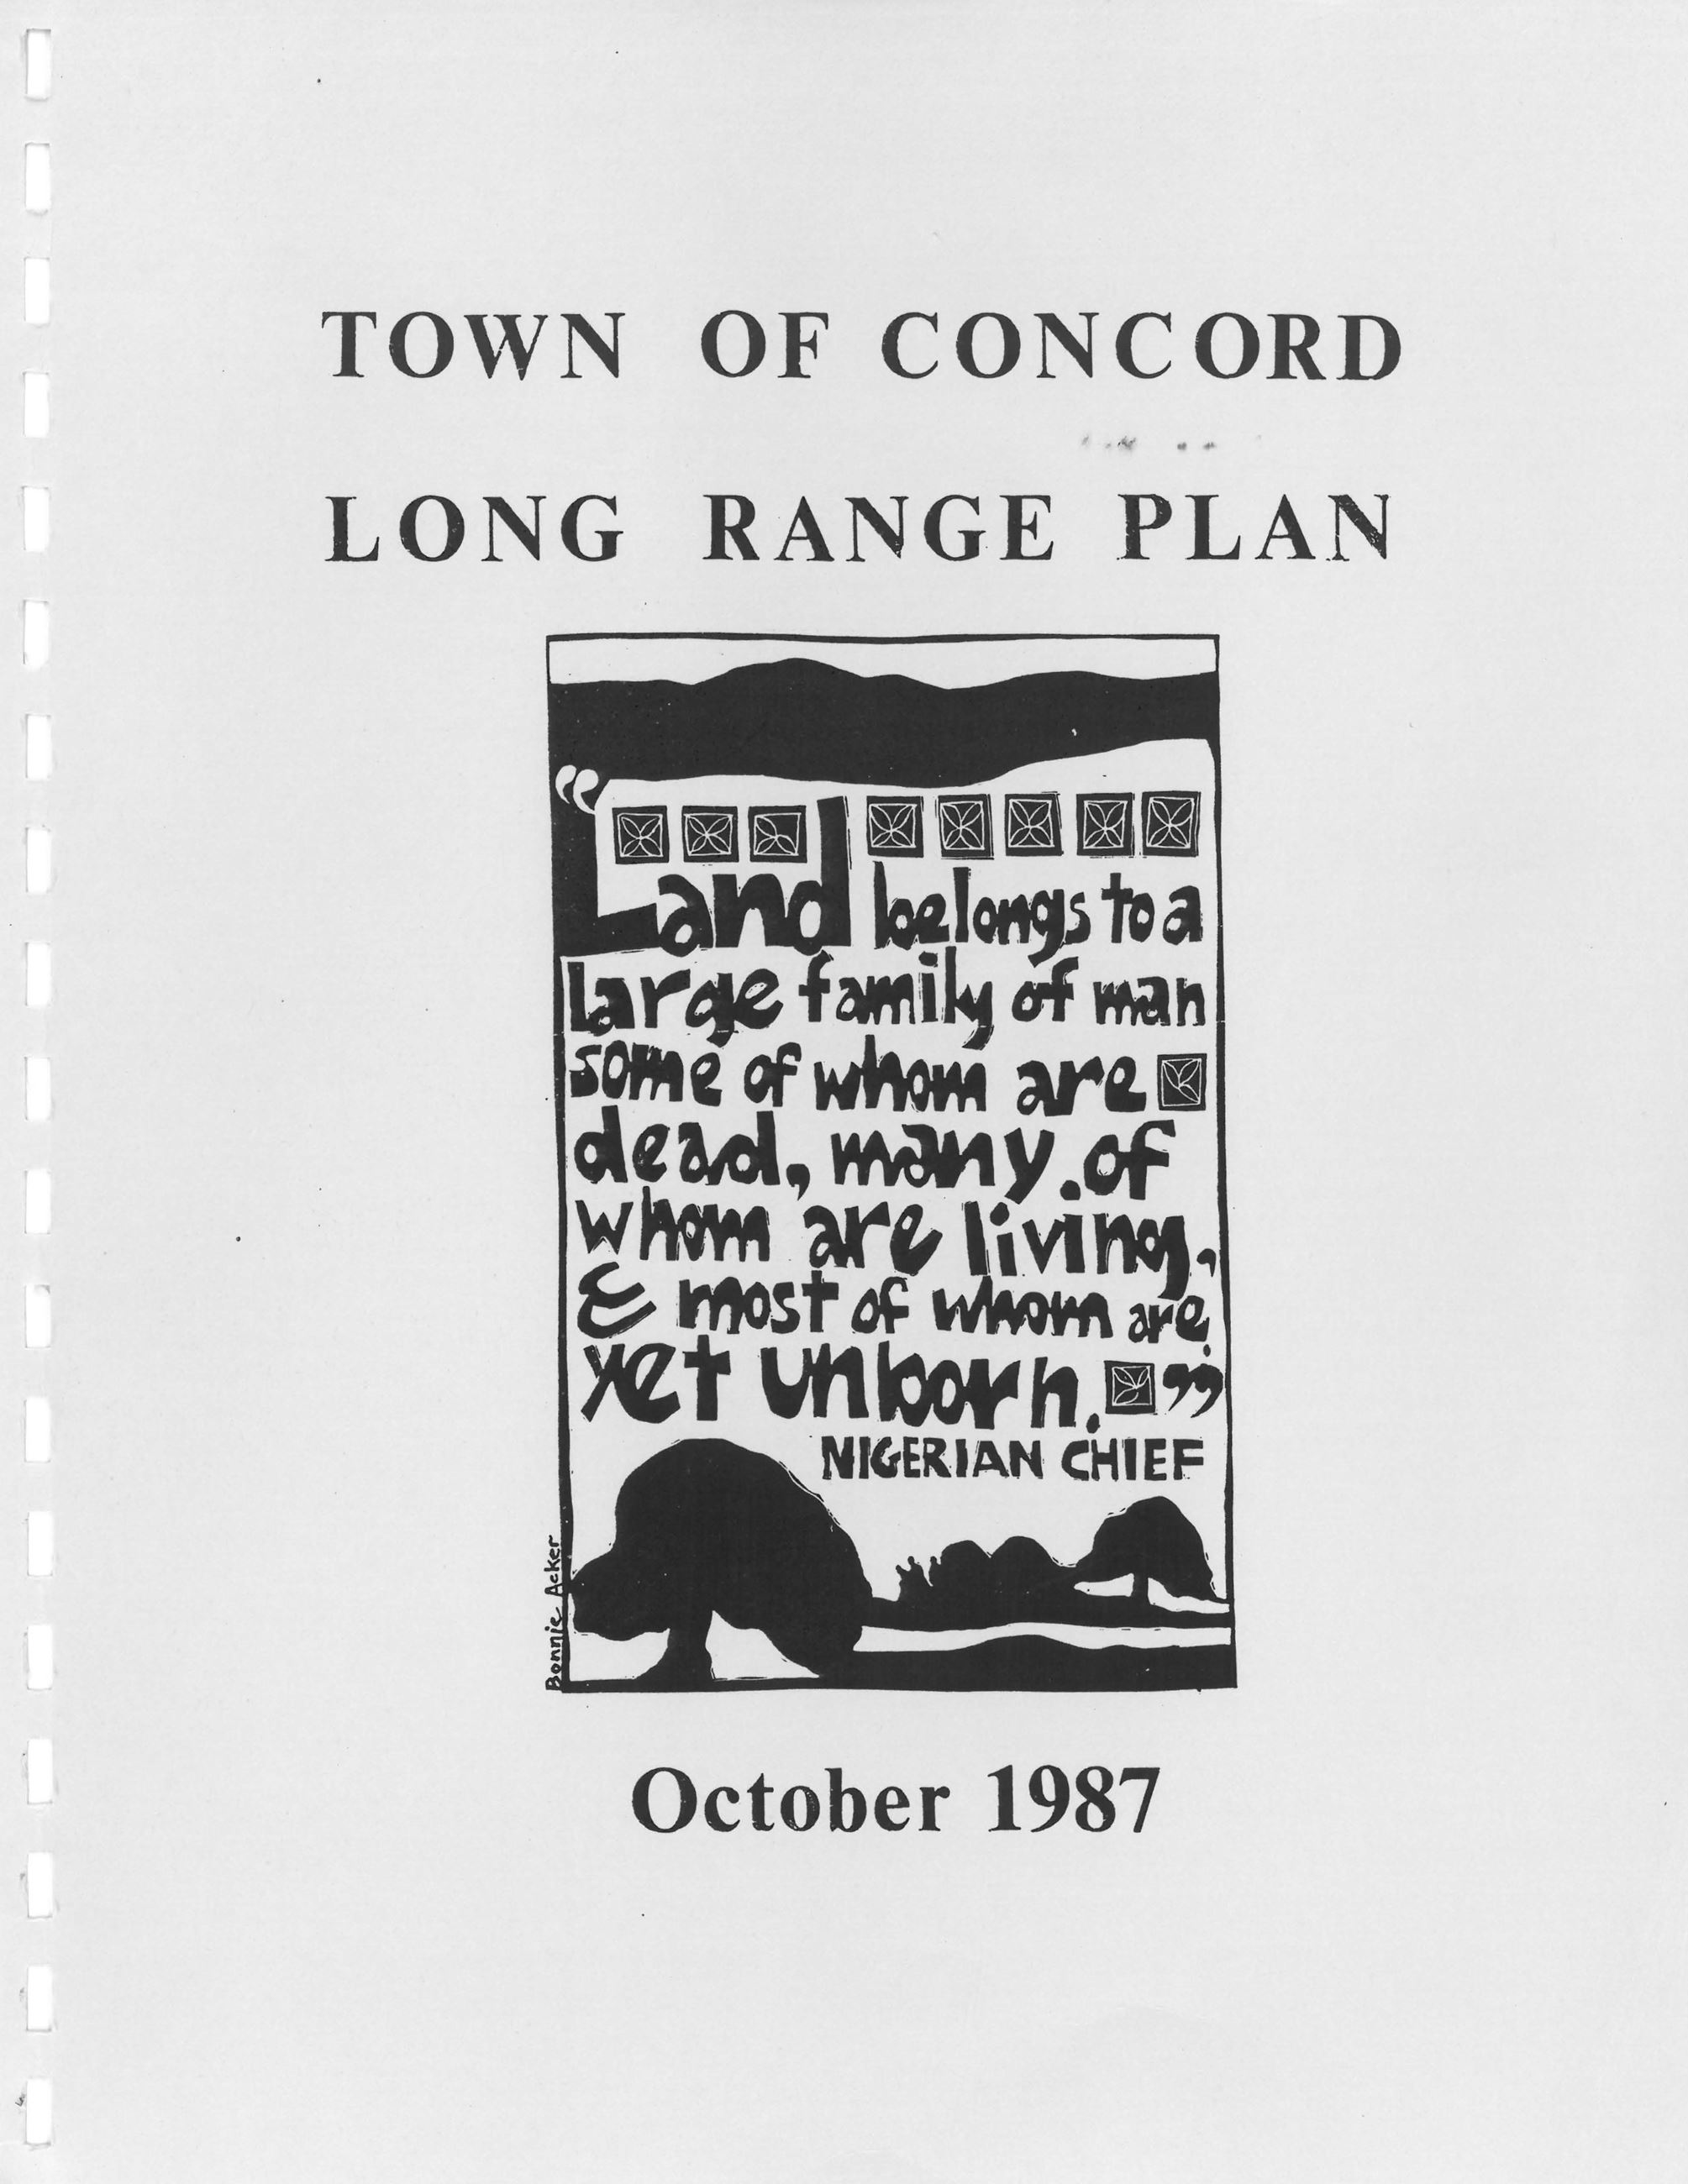 TOWN OF CONCORD
LONG RANGE PLAN
“Land belongs to a
large family of man
some of whom are
dead, many of
whom are living,
& most of whom are
yet unborn.”
NIGERIAN CHIEF
Bonnie Acker
October 1987